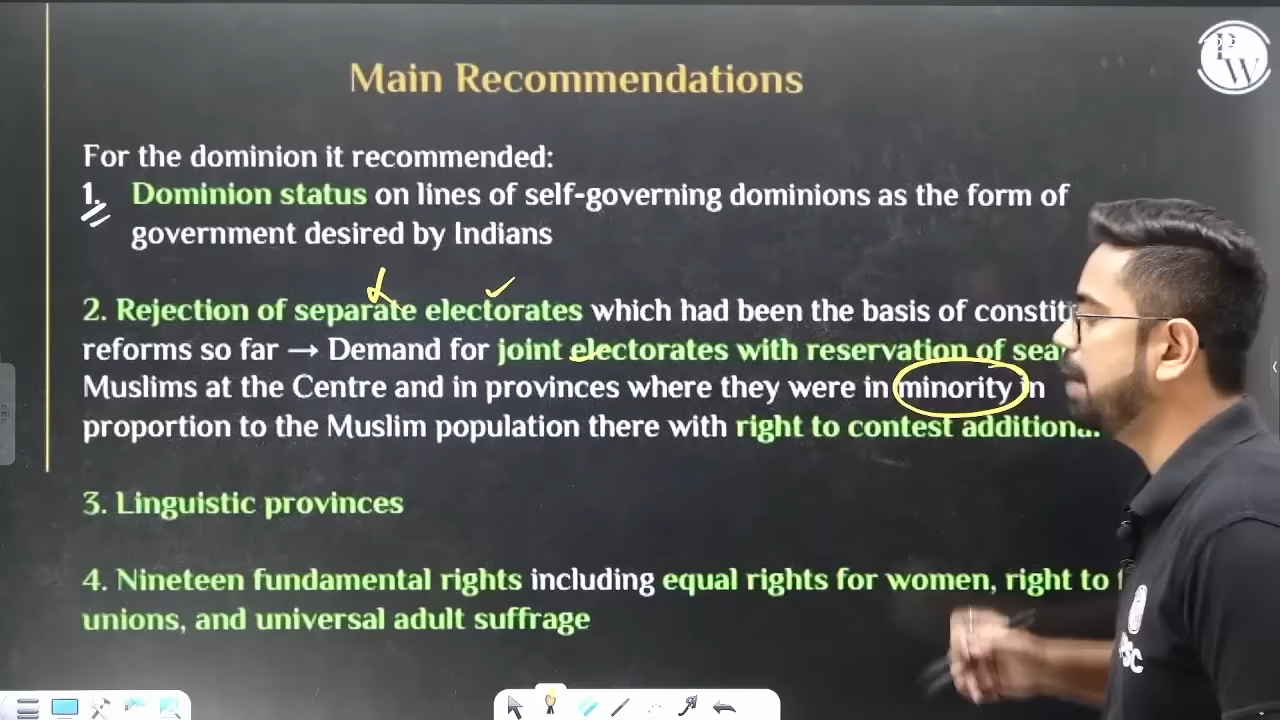 PW
Main Recommendations
For the dominion it recommended:
1. Dominion status on lines of self-governing dominions as the form of
government desired by Indians
2. Rejection of separate electorates which had been the basis of
reforms so far → Demand for joint electorates with reservation of
Muslims at the Centre and in provinces where they were in minority in
proportion to the Muslim population there with right to contest
3. Linguistic provinces
4. Nineteen fundamental rights including equal rights for women, right to
unions, and universal adult suffrage